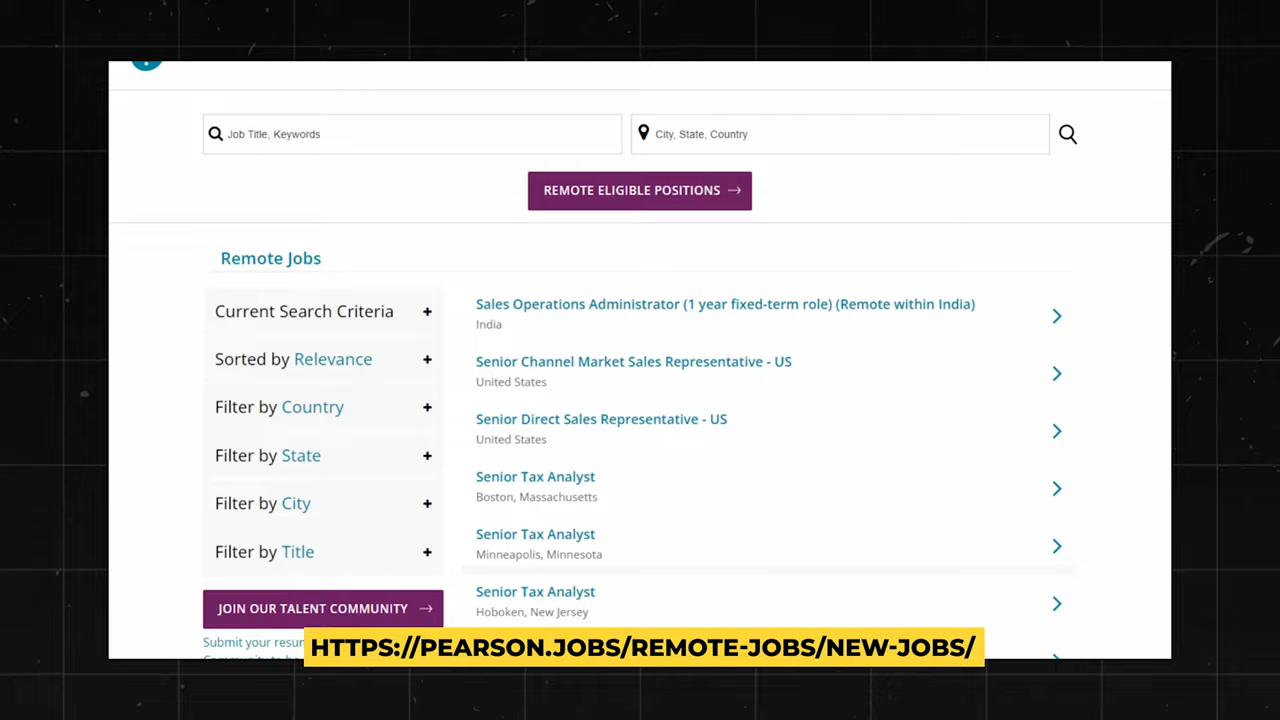 Job Title, Keywords
City, State, Country
REMOTE ELIGIBLE POSITIONS
Remote Jobs
Current Search Criteria
Sorted by Relevance
Filter by Country
Filter by State
Filter by City
Filter by Title
JOIN OUR TALENT COMMUNITY
Submit your resu
Sales Operations Administrator (1 year fixed-term role) (Remote within India)
India
Senior Channel Market Sales Representative - US
United States
Senior Direct Sales Representative - US
United States
Senior Tax Analyst
Boston, Massachusetts
Senior Tax Analyst
Minneapolis, Minnesota
Senior Tax Analyst
Hoboken, New Jersey
HTTPS://PEARSON.JOBS/REMOTE-JOBS/NEW-JOBS/